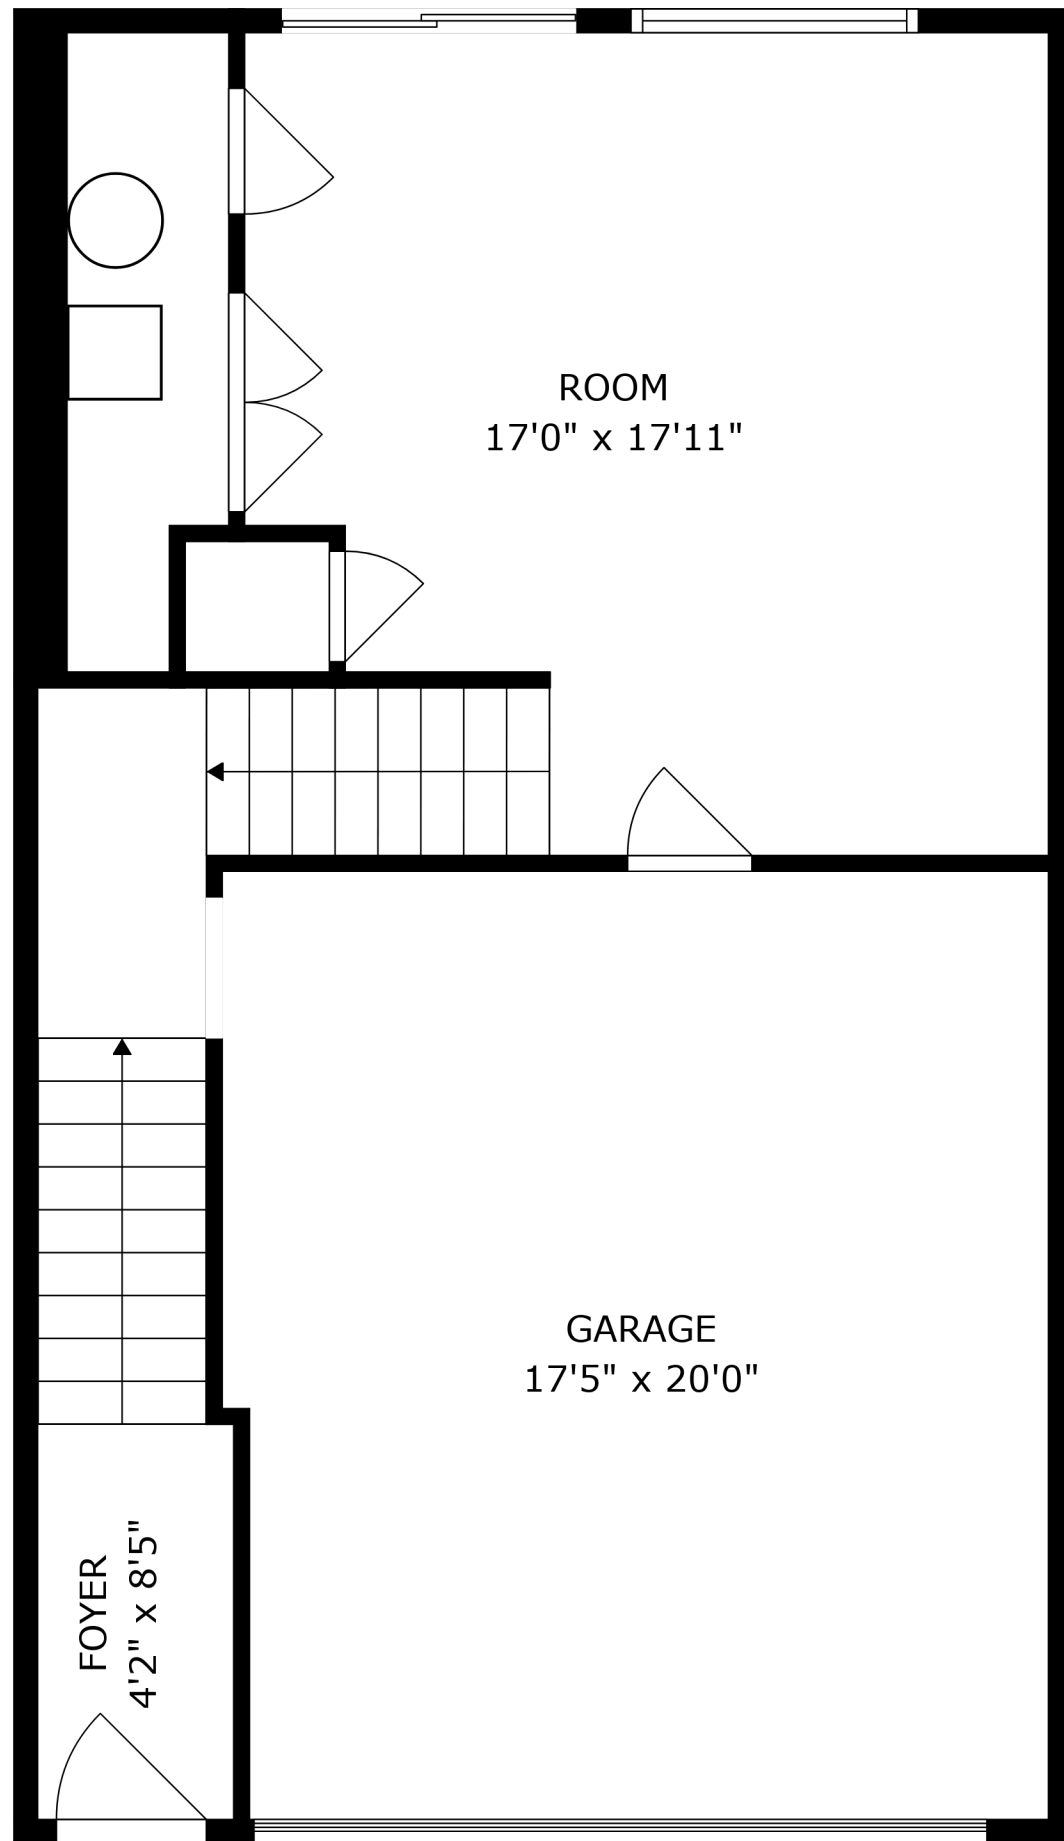 ROOM
17'0" x 17'11"
GARAGE
17'5" x 20'0"
FOYER
4'2" x 8'5"